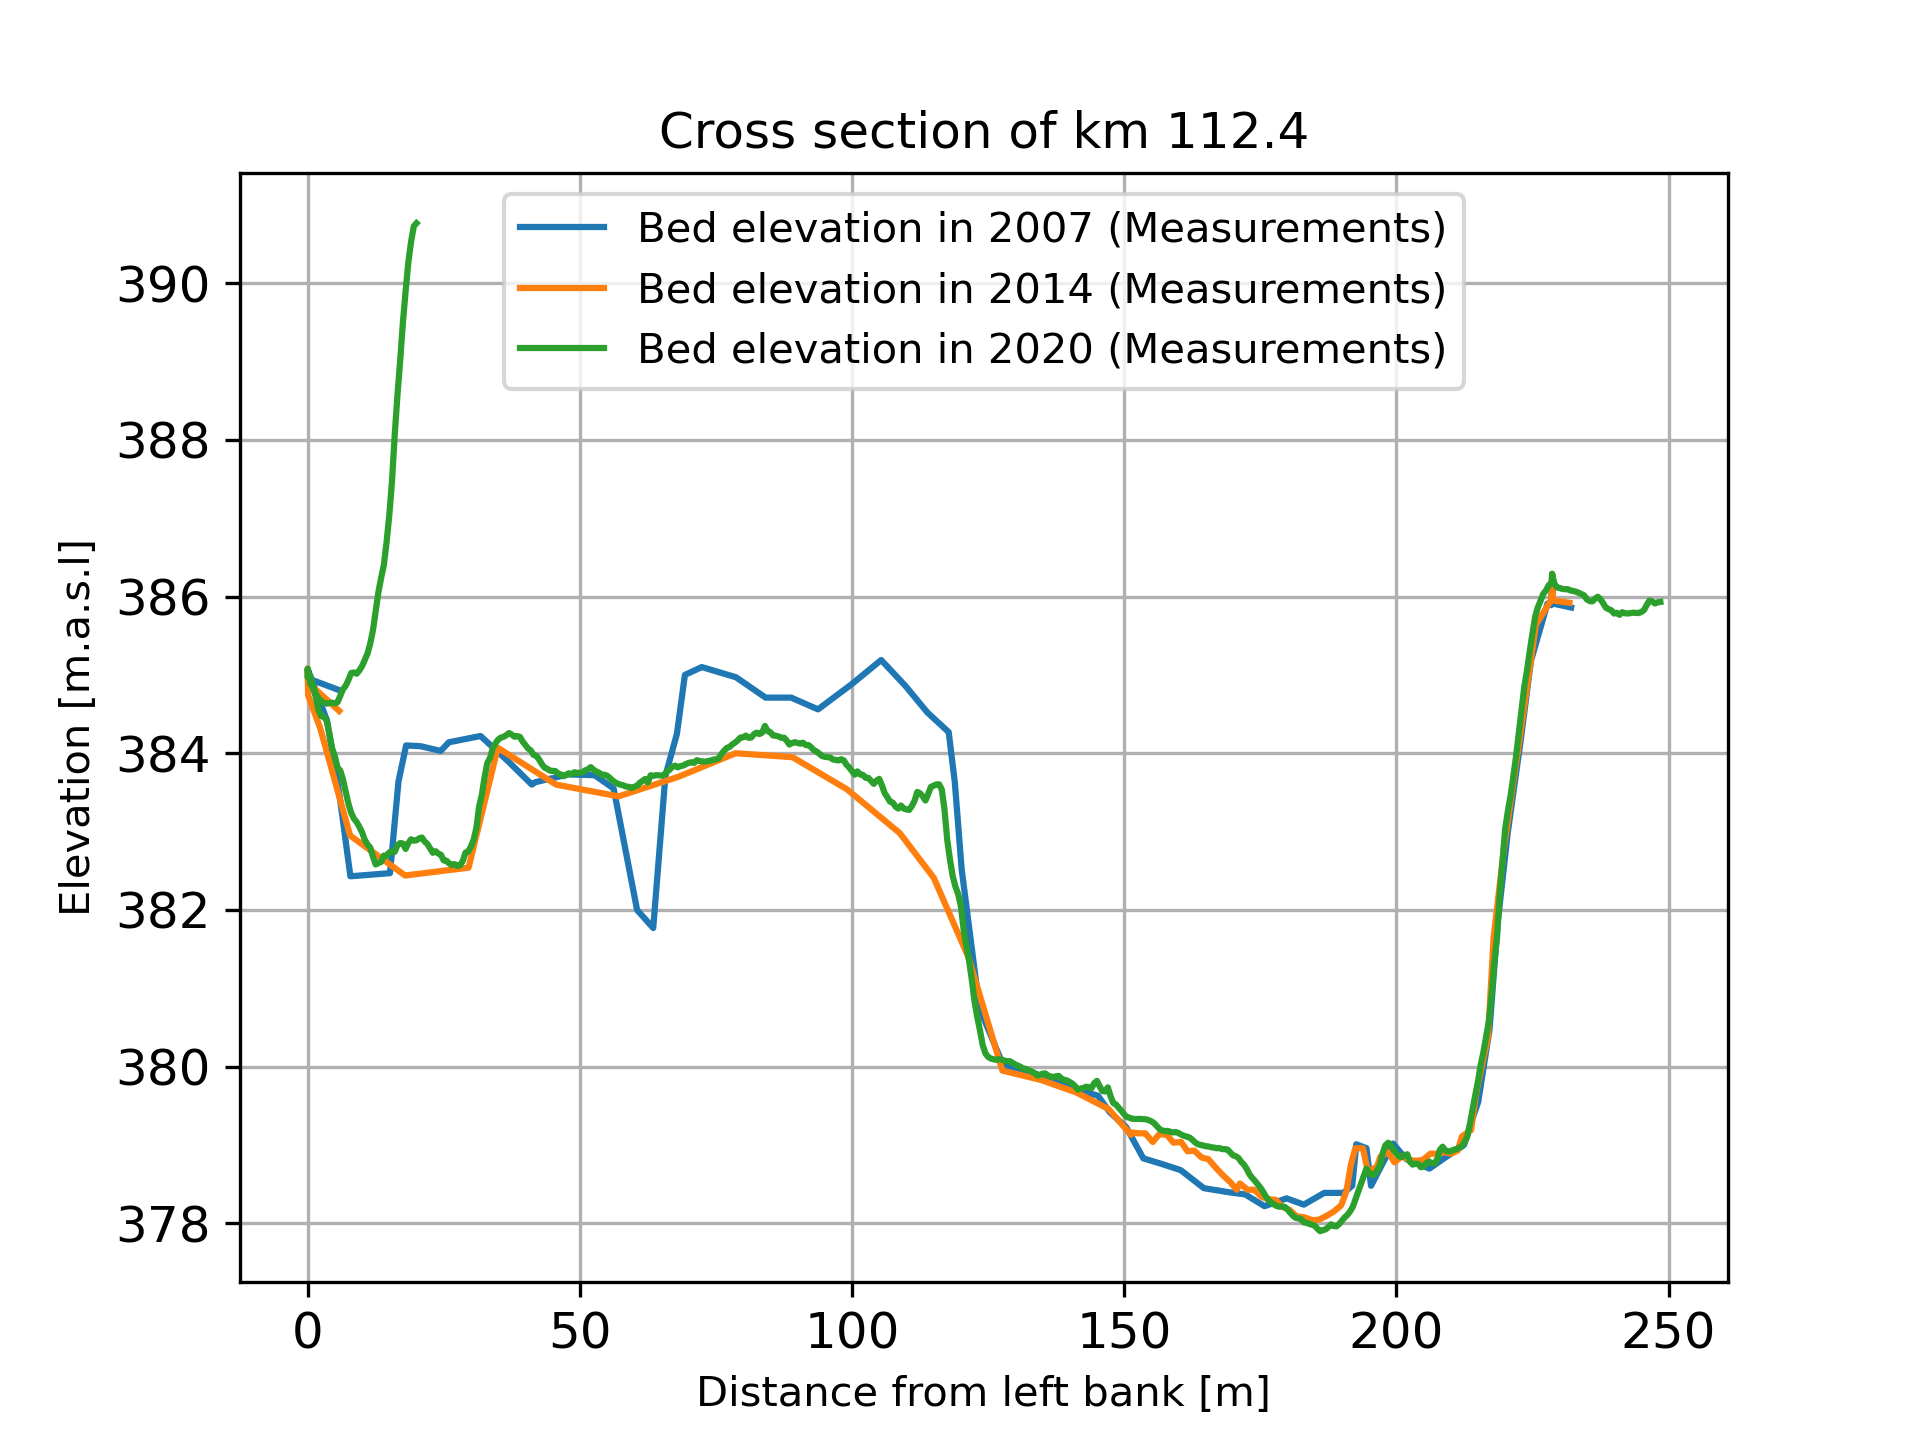 Cross section of km 112.4
Bed elevation in 2007 (Measurements)
Bed elevation in 2014 (Measurements)
Bed elevation in 2020 (Measurements)
Elevation [m.a.s.l]
390
388
386
384
382
380
378
0 50 100 150 200 250
Distance from left bank [m]